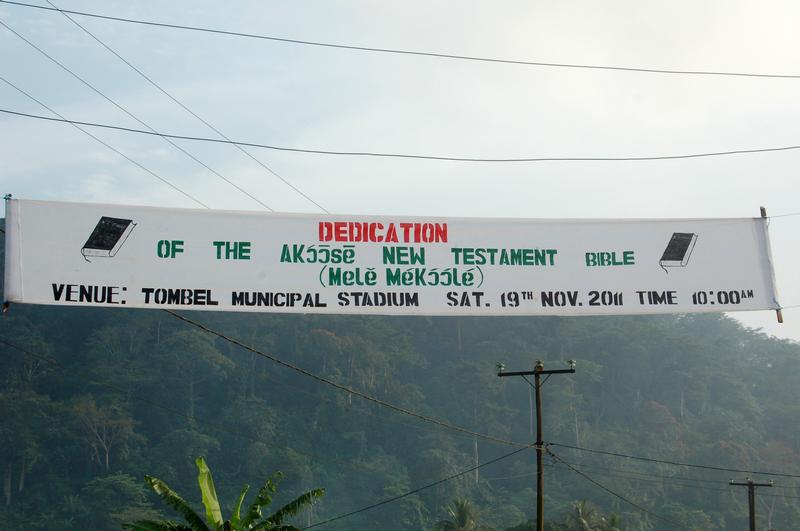 DEDICATION
OF THE AKɔ́ɔ̄sē NEW TESTAMENT BIBLE
(Melě MéKɔ́ɔ́lé)
VENUE: TOMBEL MUNICIPAL STADIUM SAT. 19TH NOV. 2011 TIME 10:00AM